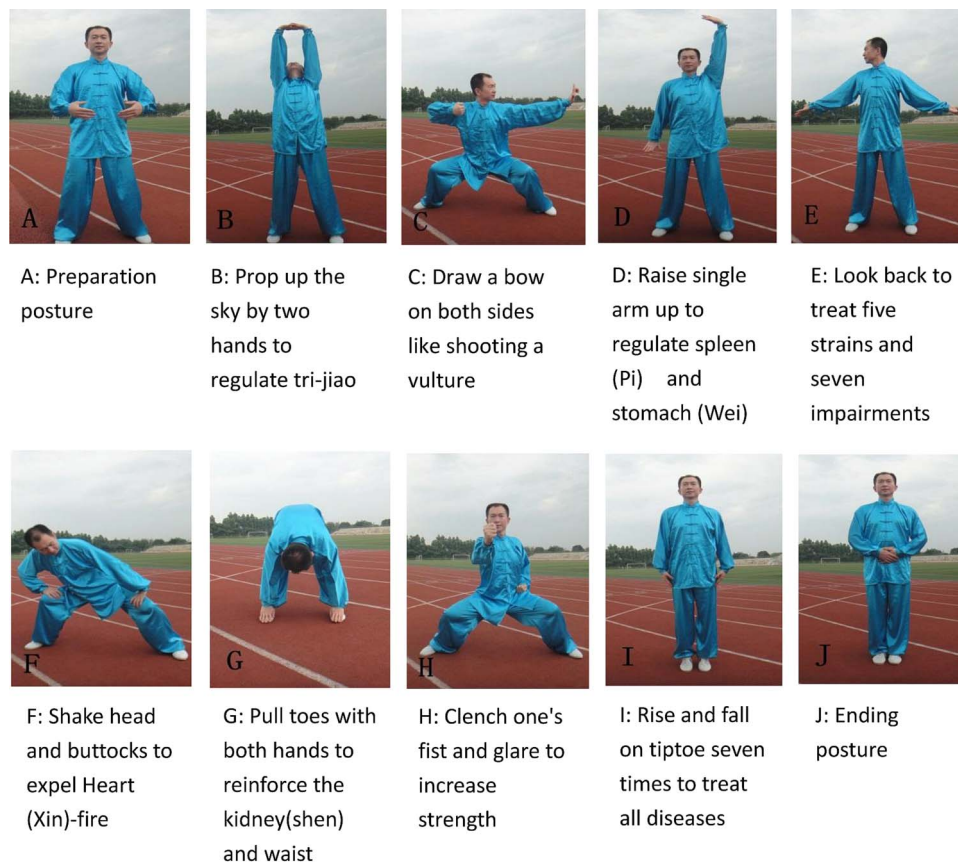 A
B
C
D
E
A: Preparation
posture
B: Prop up the
sky by two
hands to
regulate tri-jiao
C: Draw a bow
on both sides
like shooting a
vulture
D: Raise single
arm up to
regulate spleen
(Pi) and
stomach (Wei)
E: Look back to
treat five
strains and
seven
impairments
F
G
H
I
J
F: Shake head
and buttocks to
expel Heart
(Xin)-fire
G: Pull toes with
both hands to
reinforce the
kidney(shen)
and waist
H: Clench one's
fist and glare to
increase
strength
I: Rise and fall
on tiptoe seven
times to treat
all diseases
J: Ending
posture